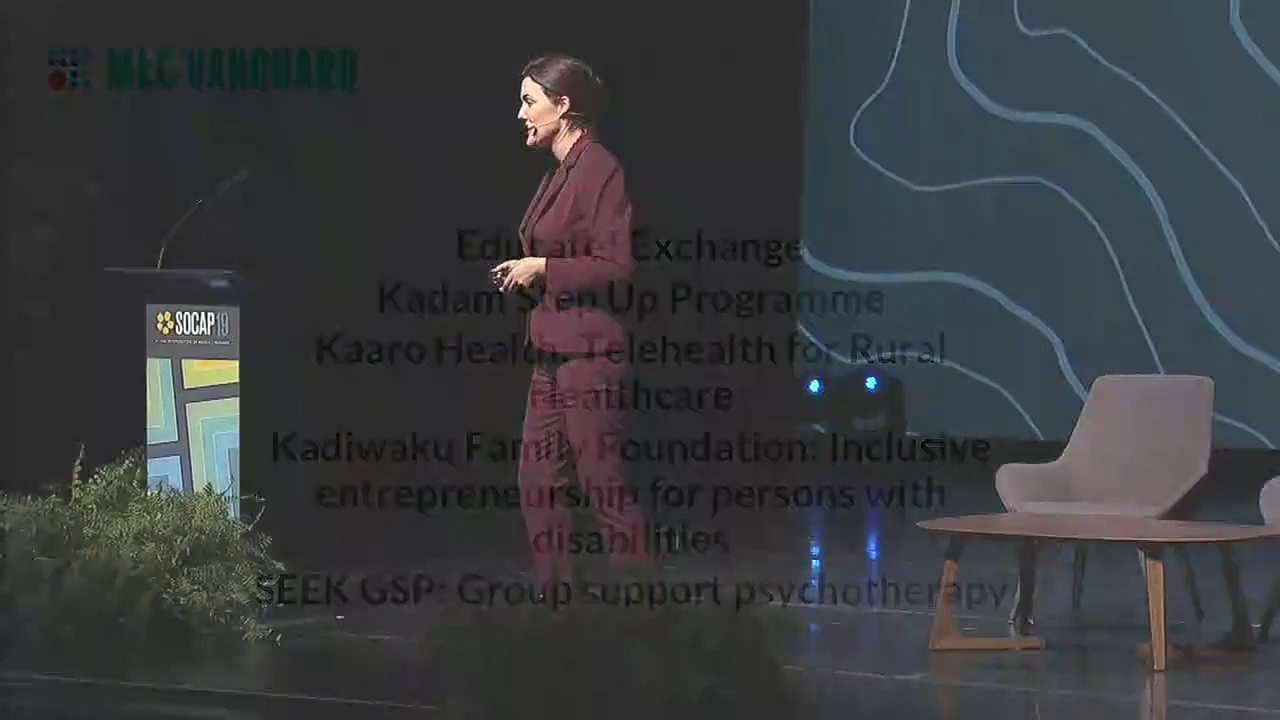 MLC VANGUARD
SOCAP19
Educate! Exchange
Kadam Step Up Programme
Kaaro Health: Telehealth for Rural
Healthcare
Kadiwaku Family Foundation: Inclusive
entrepreneurship for persons with
disabilities
SEEK GSP: Group support psychotherapy